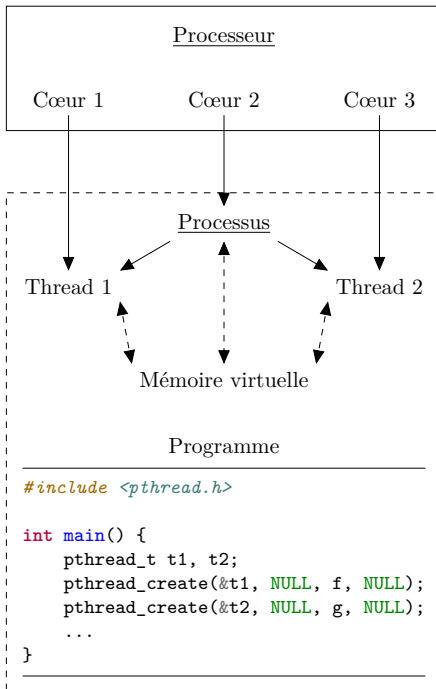 Processeur
Cœur 1 Cœur 2 Cœur 3
Processus
Thread 1 Thread 2
Mémoire virtuelle
Programme
#include <pthread.h>
int main() {
    pthread_t t1, t2;
    pthread_create(&t1, NULL, f, NULL);
    pthread_create(&t2, NULL, g, NULL);
    ...
}